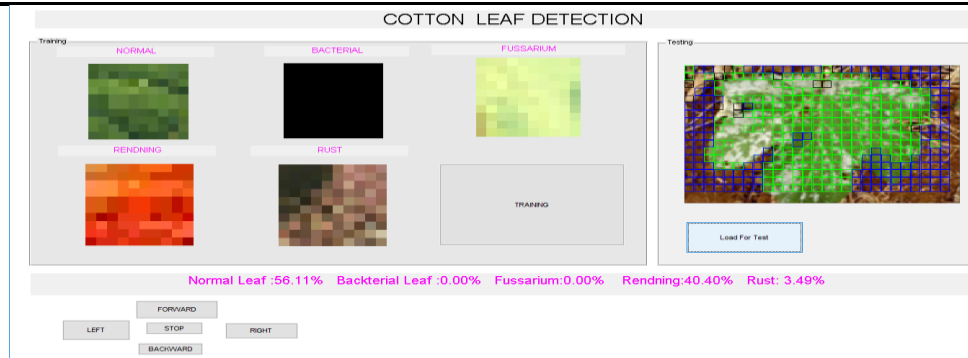 COTTON LEAF DETECTION
Training
NORMAL
BACTERIAL
FUSSARIUM
RENDNING
RUST
TRAINING
Testing
Load For Test
Normal Leaf :56.11% Backterial Leaf :0.00% Fussarium:0.00% Rendning:40.40% Rust: 3.49%
FORWARD
LEFT
STOP
RIGHT
BACKWARD